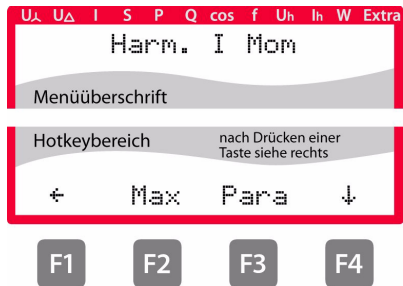 U⅄ U△ I S P Q cos f Uh Ih W Extra
Harm. I Mom
Menüüberschrift
Hotkeybereich
nach Drücken einer
Taste siehe rechts
← Max Para ↓
F1 F2 F3 F4